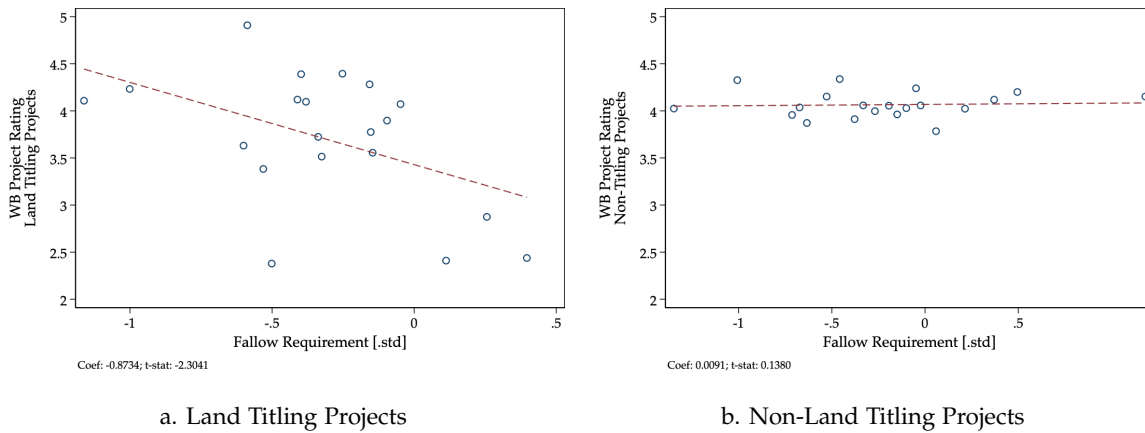 WB Project Rating
Land Titling Projects
5
4.5
4
3.5
3
2.5
2
-1
-.5
0
.5
Fallow Requirement [.std]
Coef: -0.8734; t-stat: -2.3041
a. Land Titling Projects
WB Project Rating
Non-Titling Projects
5
4.5
4
3.5
3
2.5
2
-1
-.5
0
.5
Fallow Requirement [.std]
Coef: 0.0091; t-stat: 0.1380
b. Non-Land Titling Projects